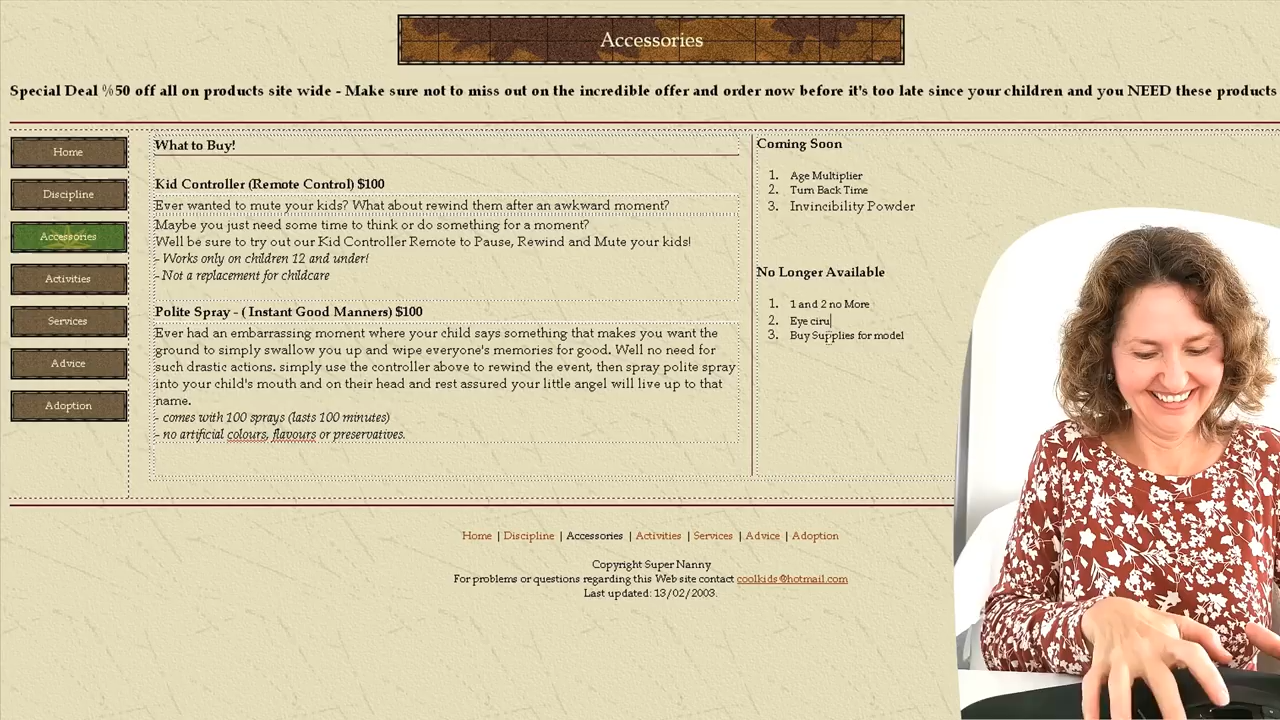 Accessories
Special Deal %50 off all on products site wide - Make sure not to miss out on the incredible offer and order now before it's too late since your children and you NEED these products
Home
Discipline
Accessories
Activities
Services
Advice
Adoption
What to Buy!
Kid Controller (Remote Control) $100
Ever wanted to mute your kids? What about rewind them after an awkward moment?
Maybe you just need some time to think or do something for a moment?
Well be sure to try out our Kid Controller Remote to Pause, Rewind and Mute your kids!
- Works only on children 12 and under!
- Not a replacement for childcare
Polite Spray - ( Instant Good Manners) $100
Ever had an embarrassing moment where your child says something that makes you want the
ground to simply swallow you up and wipe everyone's memories for good. Well no need for
such drastic actions. simply use the controller above to rewind the event, then spray polite spray
into your child's mouth and on their head and rest assured your little angel will live up to that
name.
- comes with 100 sprays (lasts 100 minutes)
- no artificial colours, flavours or preservatives.
Coming Soon
1. Age Multiplier
2. Turn Back Time
3. Invincibility Powder
No Longer Available
1. 1 and 2 no More
2. Eye ciru
3. Buy Supplies for model
Home | Discipline | Accessories | Activities | Services | Advice | Adoption
Copyright Super Nanny
For problems or questions regarding this Web site contact coolkids@hotmail.com
Last updated: 13/02/2003.